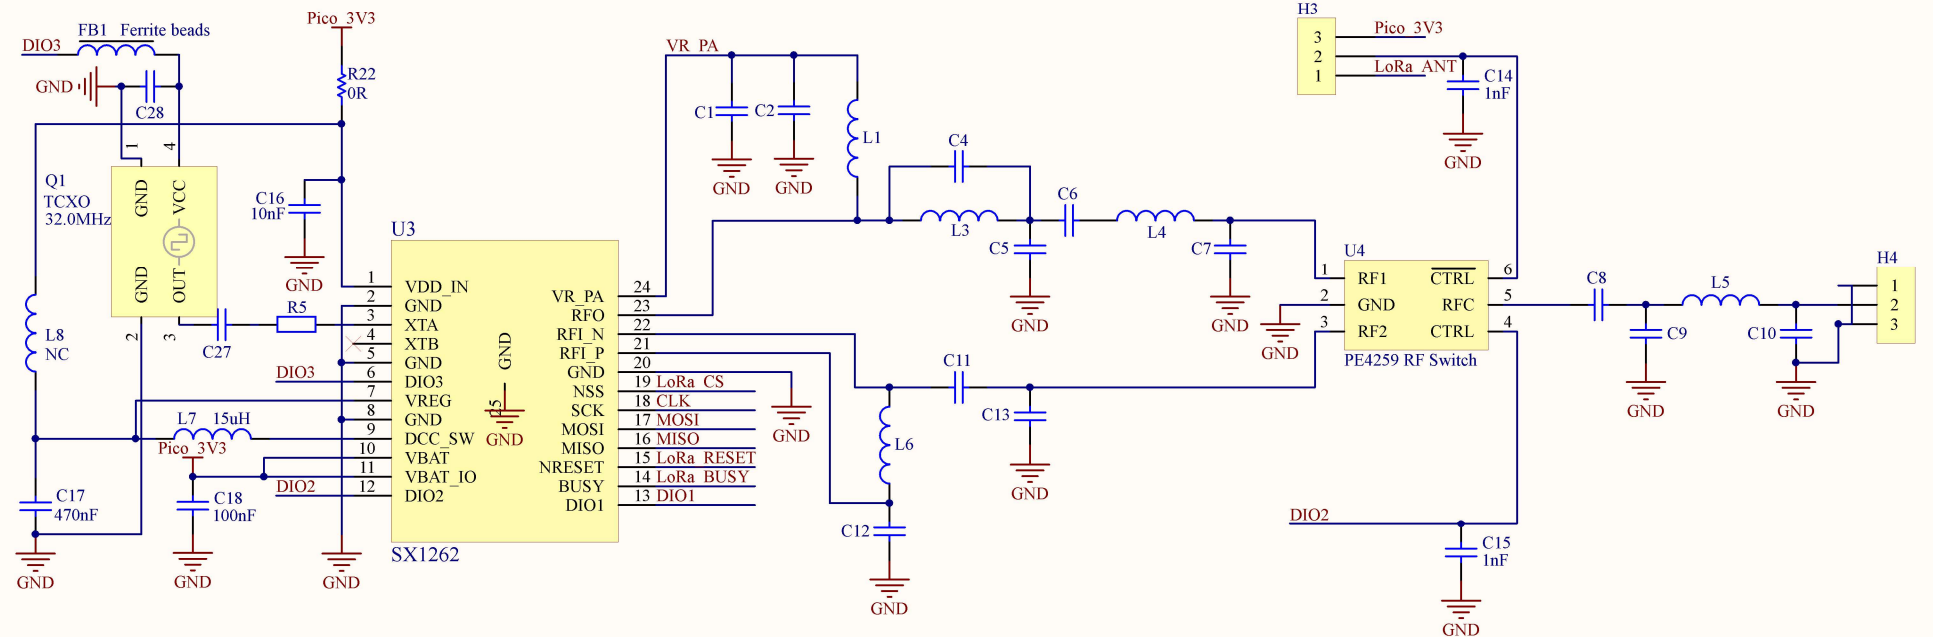 FB1 Ferrite beads
DIO3
GND
C28
1
4
Q1
TCXO
32.0MHz
GND
VCC
GND
OUT
2
3
C27
R5
L8
NC
C17
470nF
GND
Pico_3V3
R22
0R
C16
10nF
GND
DIO3
L7 15uH
Pico_3V3
DIO2
C18
100nF
GND
GND
U3
1 VDD_IN
2 GND
3 XTA
4 XTB
5 GND
6 DIO3
7 VREG
8 GND
9 DCC_SW
10 VBAT
11 VBAT_IO
12 DIO2
GND
25
GND
VR_PA 24
RFO 23
RFI_N 22
RFI_P 21
GND 20
NSS 19 LoRa_CS
SCK 18 CLK
MOSI 17 MOSI
MISO 16 MISO
NRESET 15 LoRa_RESET
BUSY 14 LoRa_BUSY
DIO1 13 DIO1
SX1262
VR_PA
C1
GND
C2
GND
L1
C4
L3
C5
GND
C6
L4
C7
GND
GND
C11
L6
C13
GND
C12
GND
H3
3 Pico_3V3
2
1 LoRa_ANT
C14
1nF
GND
U4
1 RF1
2 GND
3 RF2
CTRL 6
RFC 5
CTRL 4
PE4259 RF Switch
GND
DIO2
C15
1nF
GND
C8
C9
GND
L5
C10
GND
H4
1
2
3